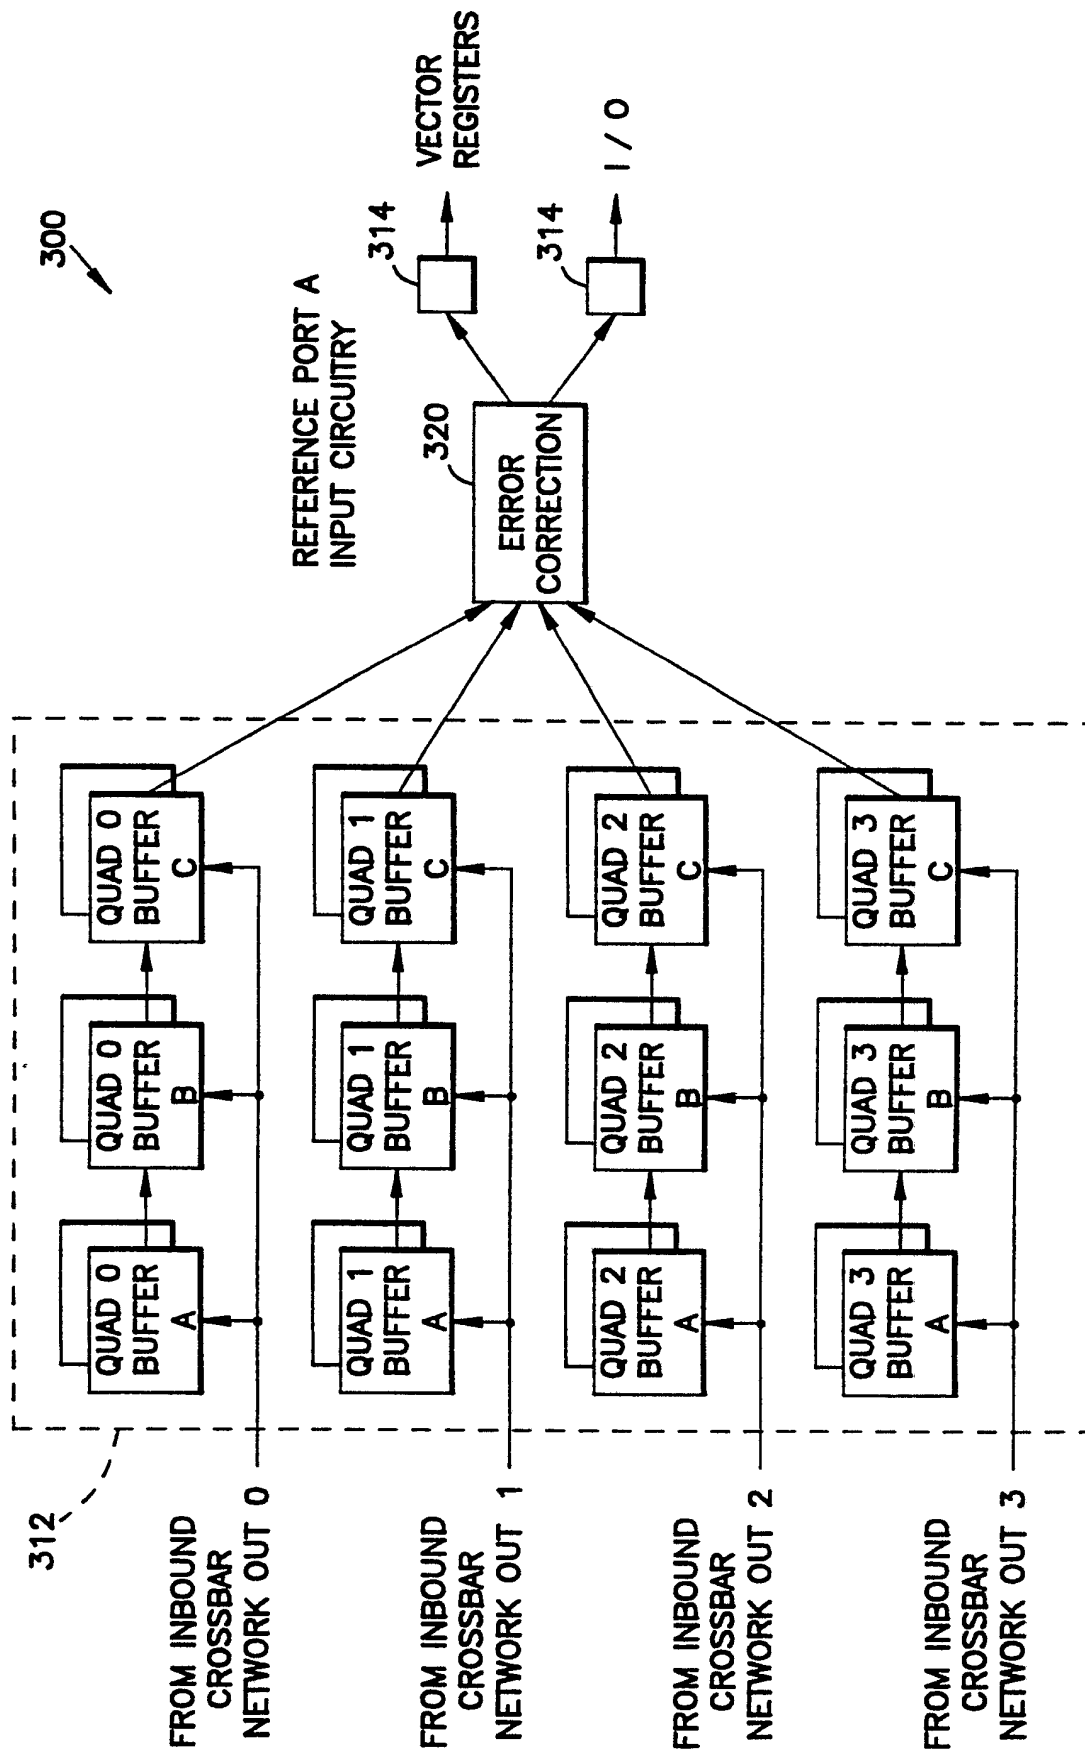 300
REFERENCE PORT A
INPUT CIRCUITRY
312
FROM INBOUND
CROSSBAR
NETWORK OUT 0
QUAD 0
BUFFER
A
QUAD 0
BUFFER
B
QUAD 0
BUFFER
C
FROM INBOUND
CROSSBAR
NETWORK OUT 1
QUAD 1
BUFFER
A
QUAD 1
BUFFER
B
QUAD 1
BUFFER
C
FROM INBOUND
CROSSBAR
NETWORK OUT 2
QUAD 2
BUFFER
A
QUAD 2
BUFFER
B
QUAD 2
BUFFER
C
FROM INBOUND
CROSSBAR
NETWORK OUT 3
QUAD 3
BUFFER
A
QUAD 3
BUFFER
B
QUAD 3
BUFFER
C
320
ERROR
CORRECTION
314
VECTOR
REGISTERS
314
I / O